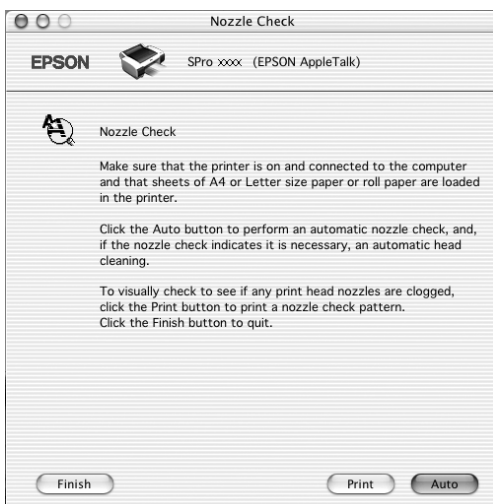 Nozzle Check
EPSON
SPro xxxx (EPSON AppleTalk)
Nozzle Check
Make sure that the printer is on and connected to the computer
and that sheets of A4 or Letter size paper or roll paper are loaded
in the printer.
Click the Auto button to perform an automatic nozzle check, and,
if the nozzle check indicates it is necessary, an automatic head
cleaning.
To visually check to see if any print head nozzles are clogged,
click the Print button to print a nozzle check pattern.
Click the Finish button to quit.
Finish
Print
Auto